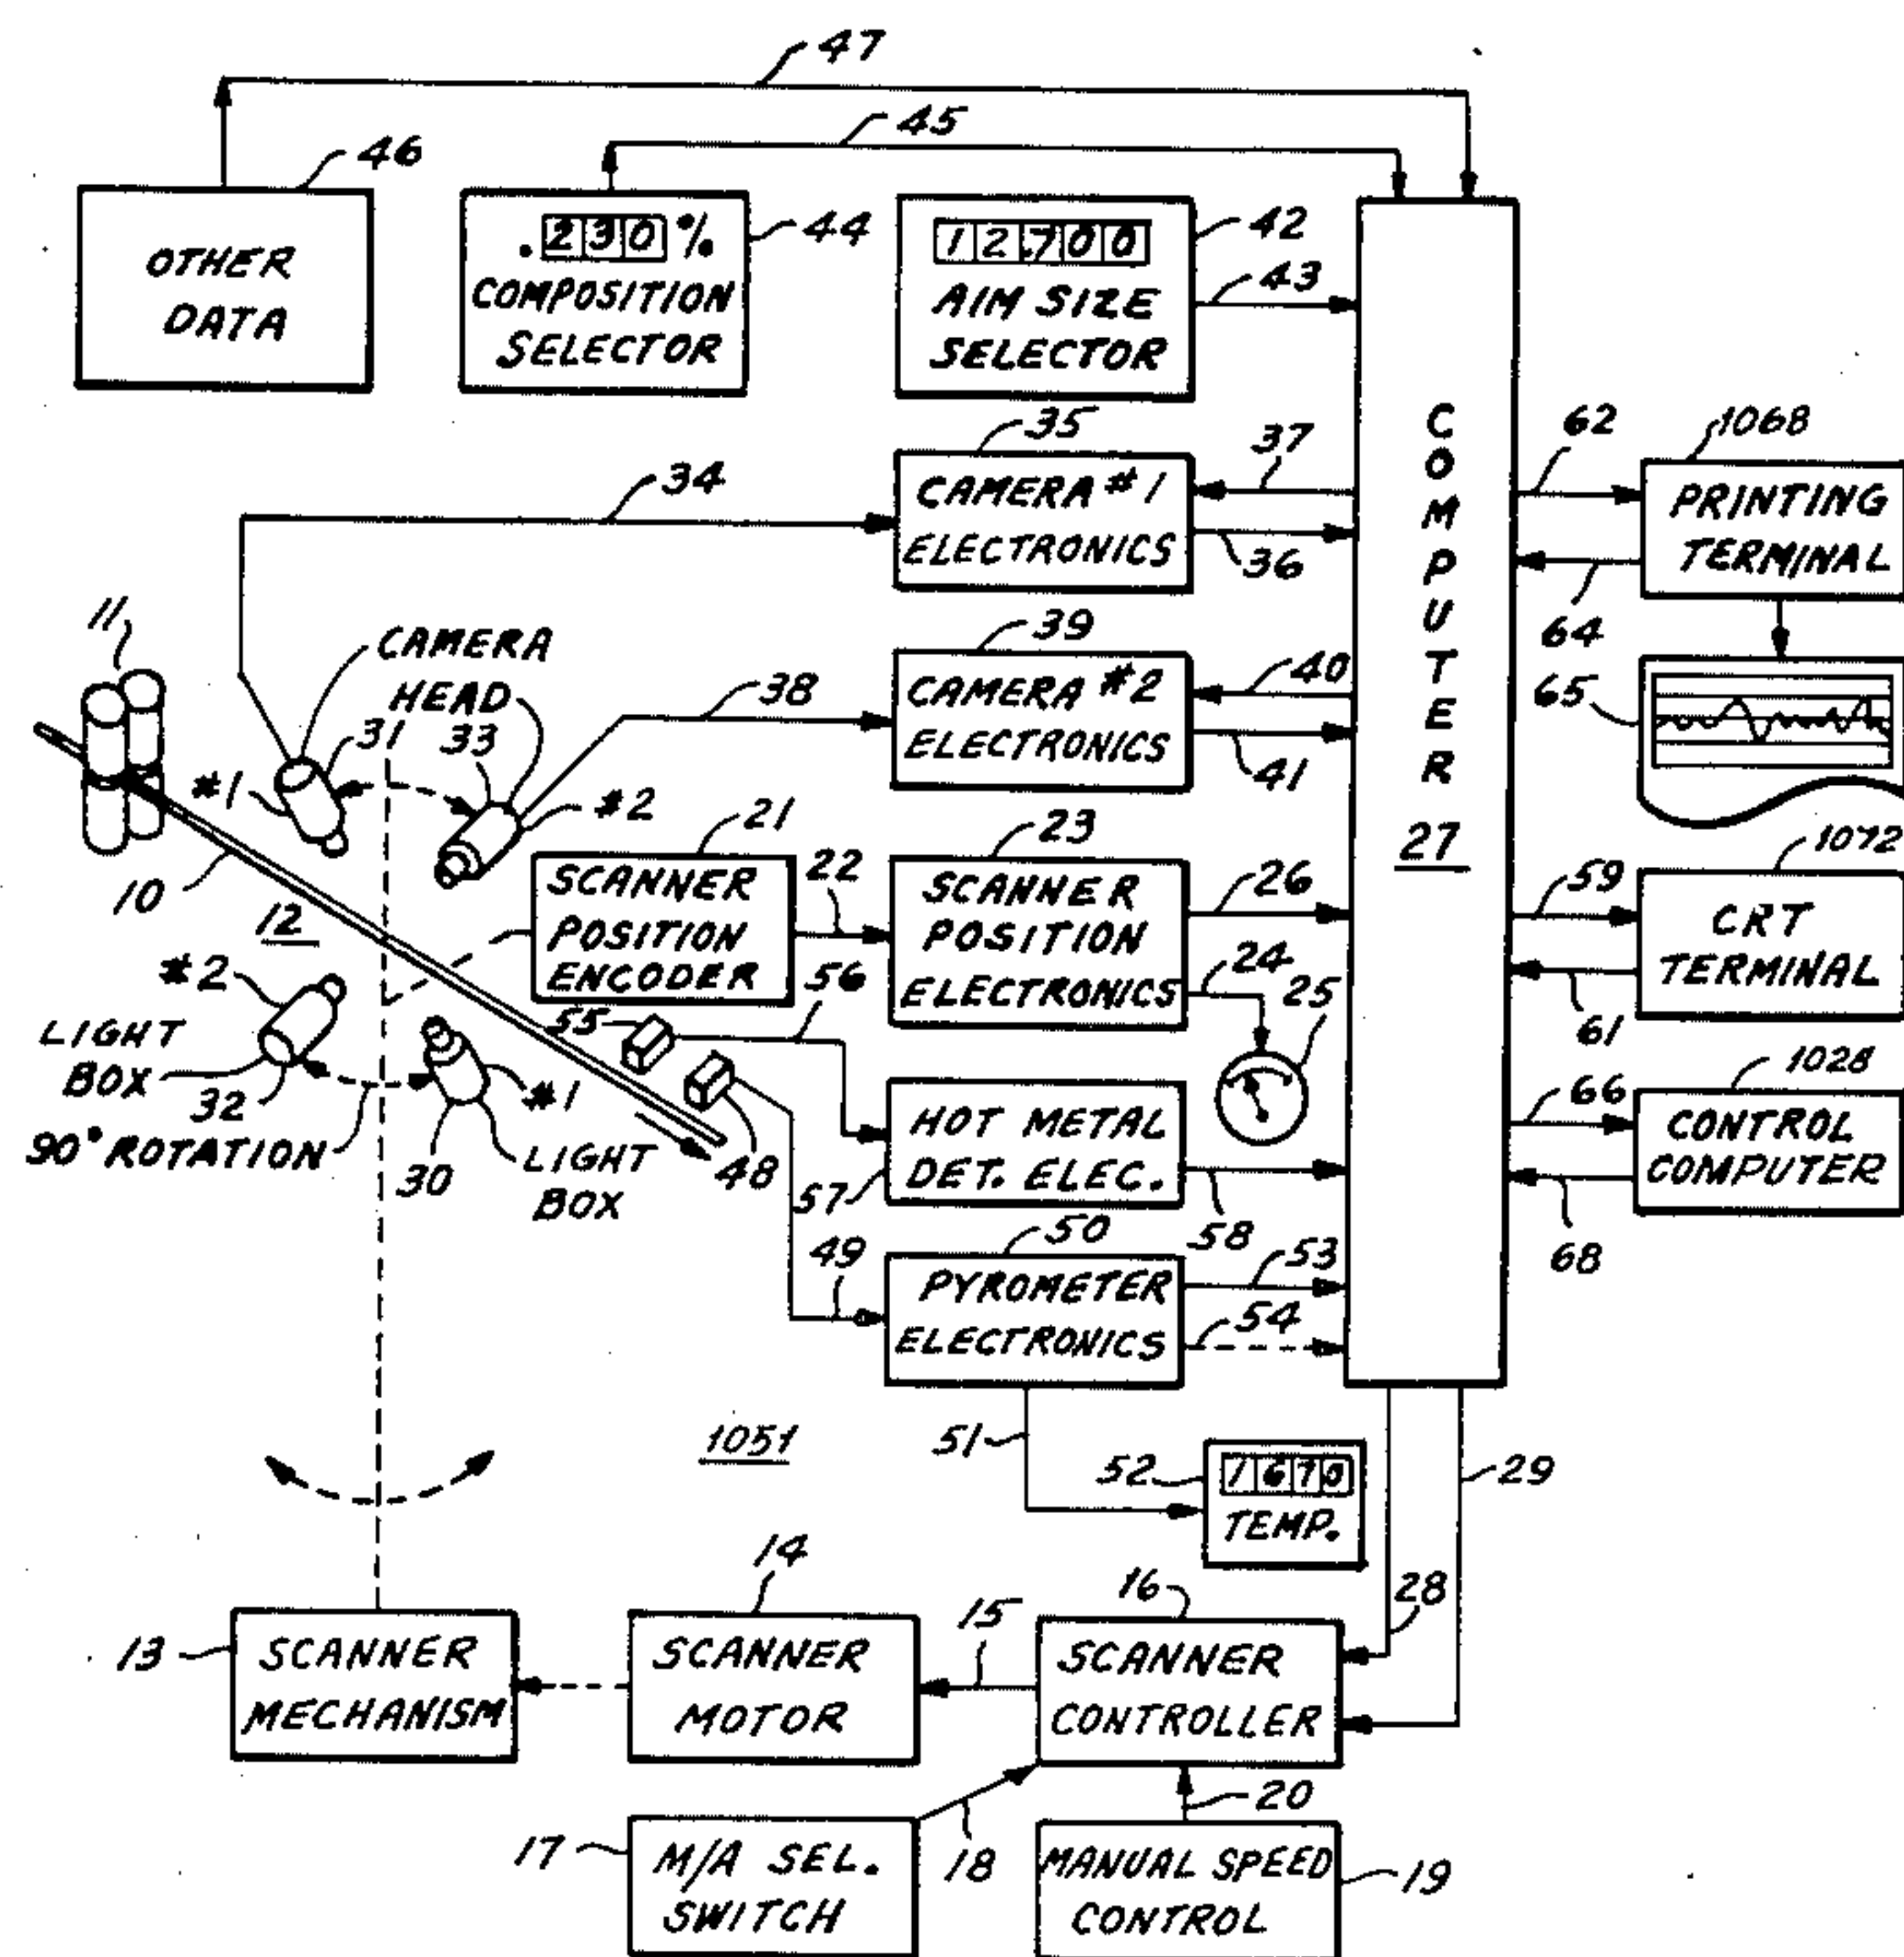 47
45
46
OTHER
DATA
.230%
COMPOSITION
SELECTOR
44
12.700
AIM SIZE
SELECTOR
42
43
COMPUTER
27
35
CAMERA #1
ELECTRONICS
34
37
36
62
1068
PRINTING
TERMINAL
64
65
11
CAMERA
HEAD
31
#1
33
#2
38
39
CAMERA #2
ELECTRONICS
40
41
10
12
21
SCANNER
POSITION
ENCODER
22
23
SCANNER
POSITION
ELECTRONICS
26
24
25
1072
59
CRT
TERMINAL
61
#2
LIGHT
BOX
32
90° ROTATION
30
#1
LIGHT
BOX
55
56
48
57
HOT METAL
DET. ELEC.
58
1028
66
CONTROL
COMPUTER
68
49
50
PYROMETER
ELECTRONICS
53
54
1051
51
52
1670
TEMP.
29
28
13
SCANNER
MECHANISM
14
SCANNER
MOTOR
15
16
SCANNER
CONTROLLER
17
M/A SEL.
SWITCH
18
20
MANUAL SPEED
CONTROL
19